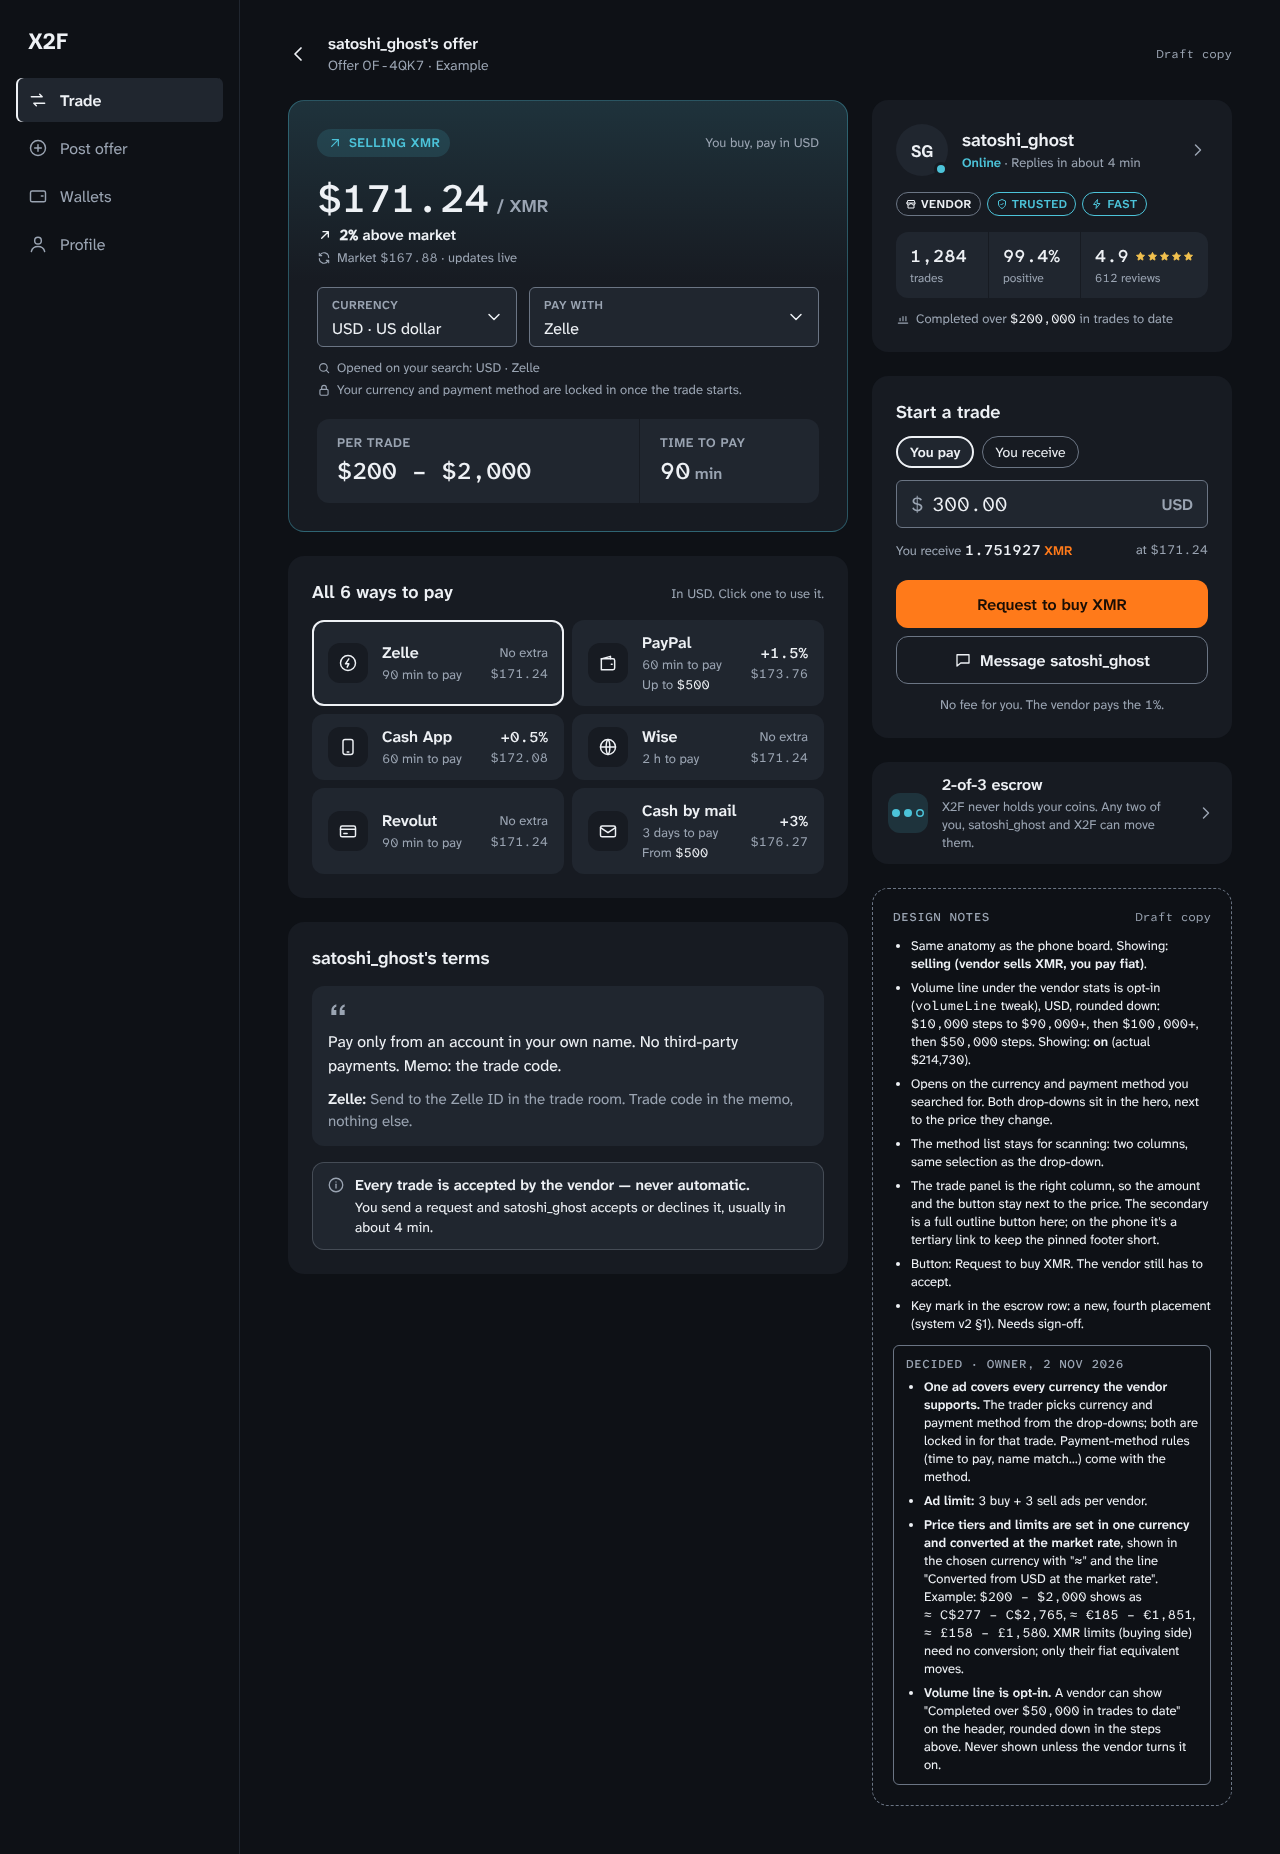 X2F
Trade
Post offer
Wallets
Profile
satoshi_ghost's offer
Offer OF-4QK7 · Example
Draft copy
SELLING XMR
You buy, pay in USD
$171.24 / XMR
2% above market
Market $167.88 · updates live
CURRENCY
USD · US dollar
PAY WITH
Zelle
Opened on your search: USD · Zelle
Your currency and payment method are locked in once the trade starts.
PER TRADE
$200 – $2,000
TIME TO PAY
90 min
All 6 ways to pay
In USD. Click one to use it.
Zelle
90 min to pay
No extra
$171.24
PayPal
60 min to pay
Up to $500
+1.5%
$173.76
Cash App
60 min to pay
+0.5%
$172.08
Wise
2 h to pay
No extra
$171.24
Revolut
90 min to pay
No extra
$171.24
Cash by mail
3 days to pay
From $500
+3%
$176.27
satoshi_ghost's terms
“
Pay only from an account in your own name. No third-party
payments. Memo: the trade code.
Zelle: Send to the Zelle ID in the trade room. Trade code in the memo,
nothing else.
Every trade is accepted by the vendor — never automatic.
You send a request and satoshi_ghost accepts or declines it, usually in
about 4 min.
SG
satoshi_ghost
Online · Replies in about 4 min
VENDOR
TRUSTED
FAST
1,284
trades
99.4%
positive
4.9 ★★★★★
612 reviews
Completed over $200,000 in trades to date
Start a trade
You pay
You receive
$ 300.00
USD
You receive 1.751927 XMR
at $171.24
Request to buy XMR
Message satoshi_ghost
No fee for you. The vendor pays the 1%.
2-of-3 escrow
X2F never holds your coins. Any two of
you, satoshi_ghost and X2F can move
them.
DESIGN NOTES
Draft copy
• Same anatomy as the phone board. Showing:
selling (vendor sells XMR, you pay fiat).
• Volume line under the vendor stats is opt-in
(volumeLine tweak), USD, rounded down:
$10,000 steps to $90,000+, then $100,000+,
then $50,000 steps. Showing: on (actual
$214,730).
• Opens on the currency and payment method you
searched for. Both drop-downs sit in the hero, next
to the price they change.
• The method list stays for scanning: two columns,
same selection as the drop-down.
• The trade panel is the right column, so the amount
and the button stay next to the price. The secondary
is a full outline button here; on the phone it's a
tertiary link to keep the pinned footer short.
• Button: Request to buy XMR. The vendor still has to
accept.
• Key mark in the escrow row: a new, fourth placement
(system v2 §1). Needs sign-off.
DECIDED · OWNER, 2 NOV 2026
• One ad covers every currency the vendor
supports. The trader picks currency and
payment method from the drop-downs; both are
locked in for that trade. Payment-method rules
(time to pay, name match…) come with the
method.
• Ad limit: 3 buy + 3 sell ads per vendor.
• Price tiers and limits are set in one currency
and converted at the market rate, shown in
the chosen currency with "≈" and the line
"Converted from USD at the market rate".
Example: $200 – $2,000 shows as
≈ C$277 – C$2,765, ≈ €185 – €1,851,
≈ £158 – £1,580. XMR limits (buying side)
need no conversion; only their fiat equivalent
moves.
• Volume line is opt-in. A vendor can show
"Completed over $50,000 in trades to date"
on the header, rounded down in the steps
above. Never shown unless the vendor turns it
on.